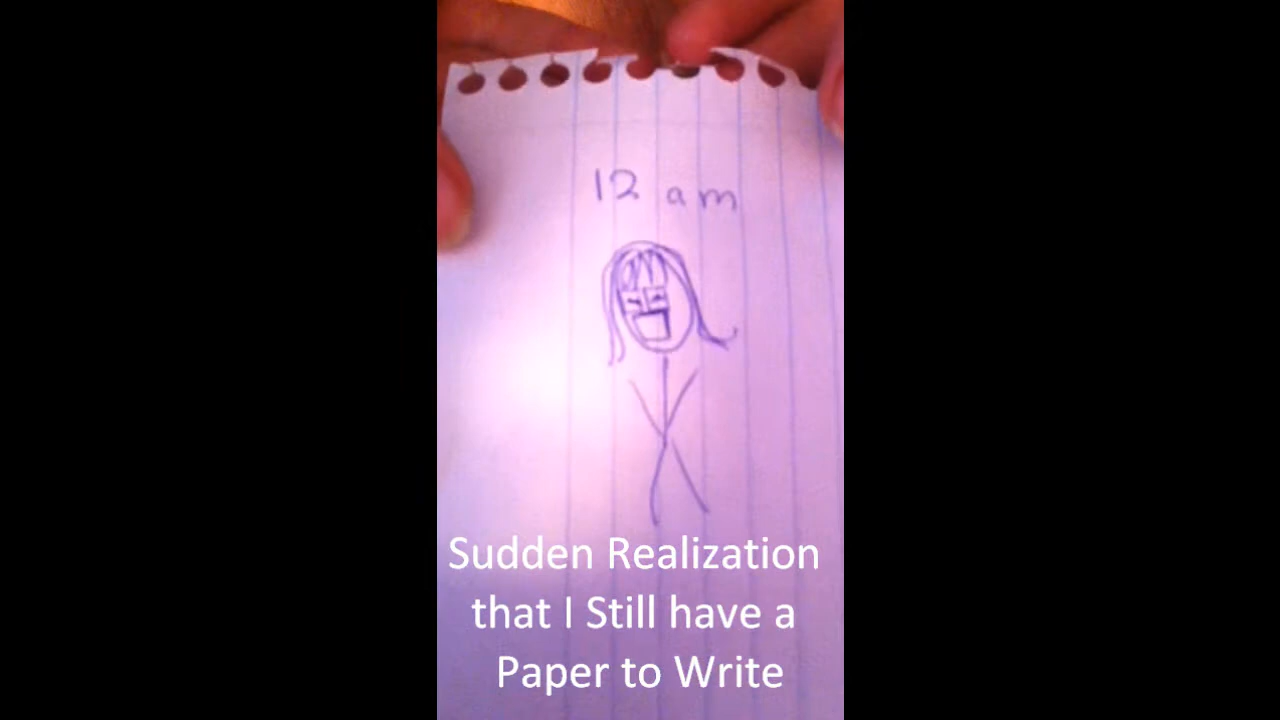 12 am
Sudden Realization
that I Still have a
Paper to Write